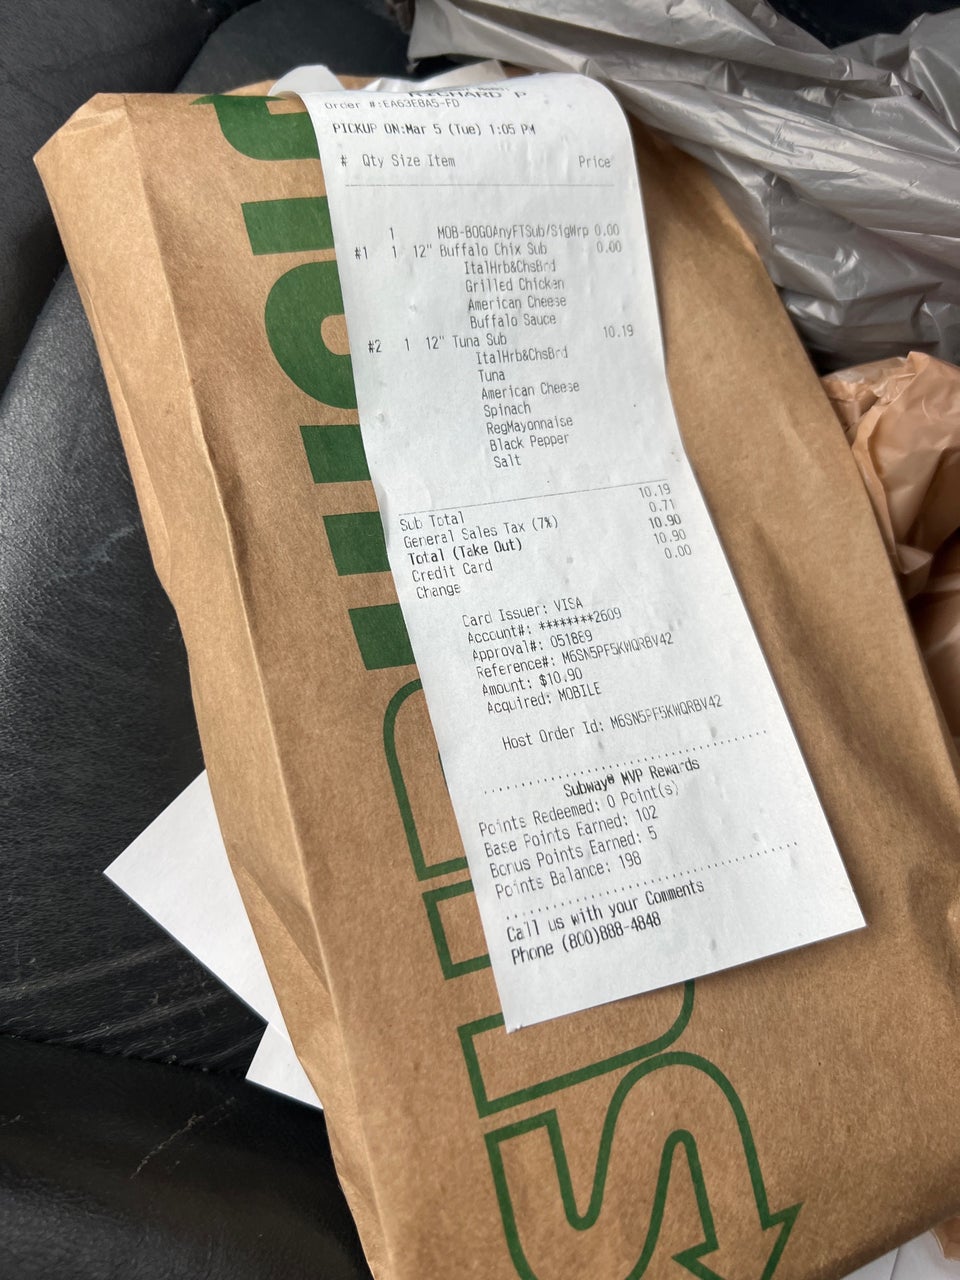 RICHARD P
Order #:EA63E8A5-FD
PICKUP ON:Mar 5 (Tue) 1:05 PM
# Qty Size Item Price
1 MOB-BOGOAnyFTSub/SigWrp 0.00
#1 1 12" Buffalo Chix Sub 0.00
ItalHrb&ChsBrd
Grilled Chicken
American Cheese
Buffalo Sauce
#2 1 12" Tuna Sub 10.19
ItalHrb&ChsBrd
Tuna
American Cheese
Spinach
RegMayonnaise
Black Pepper
Salt
Sub Total 10.19
General Sales Tax (7%) 0.71
Total (Take Out) 10.90
Credit Card 10.90
Change 0.00
Card Issuer: VISA
Account#: ********2609
Approval#: 051869
Reference#: M6SN5PF5KWQRBV42
Amount: $10.90
Acquired: MOBILE
Host Order Id: M6SN5PF5KWQRBV42
Subway® MVP Rewards
Points Redeemed: 0 Point(s)
Base Points Earned: 102
Bonus Points Earned: 5
Points Balance: 198
Call us with your Comments
Phone (800)888-4848